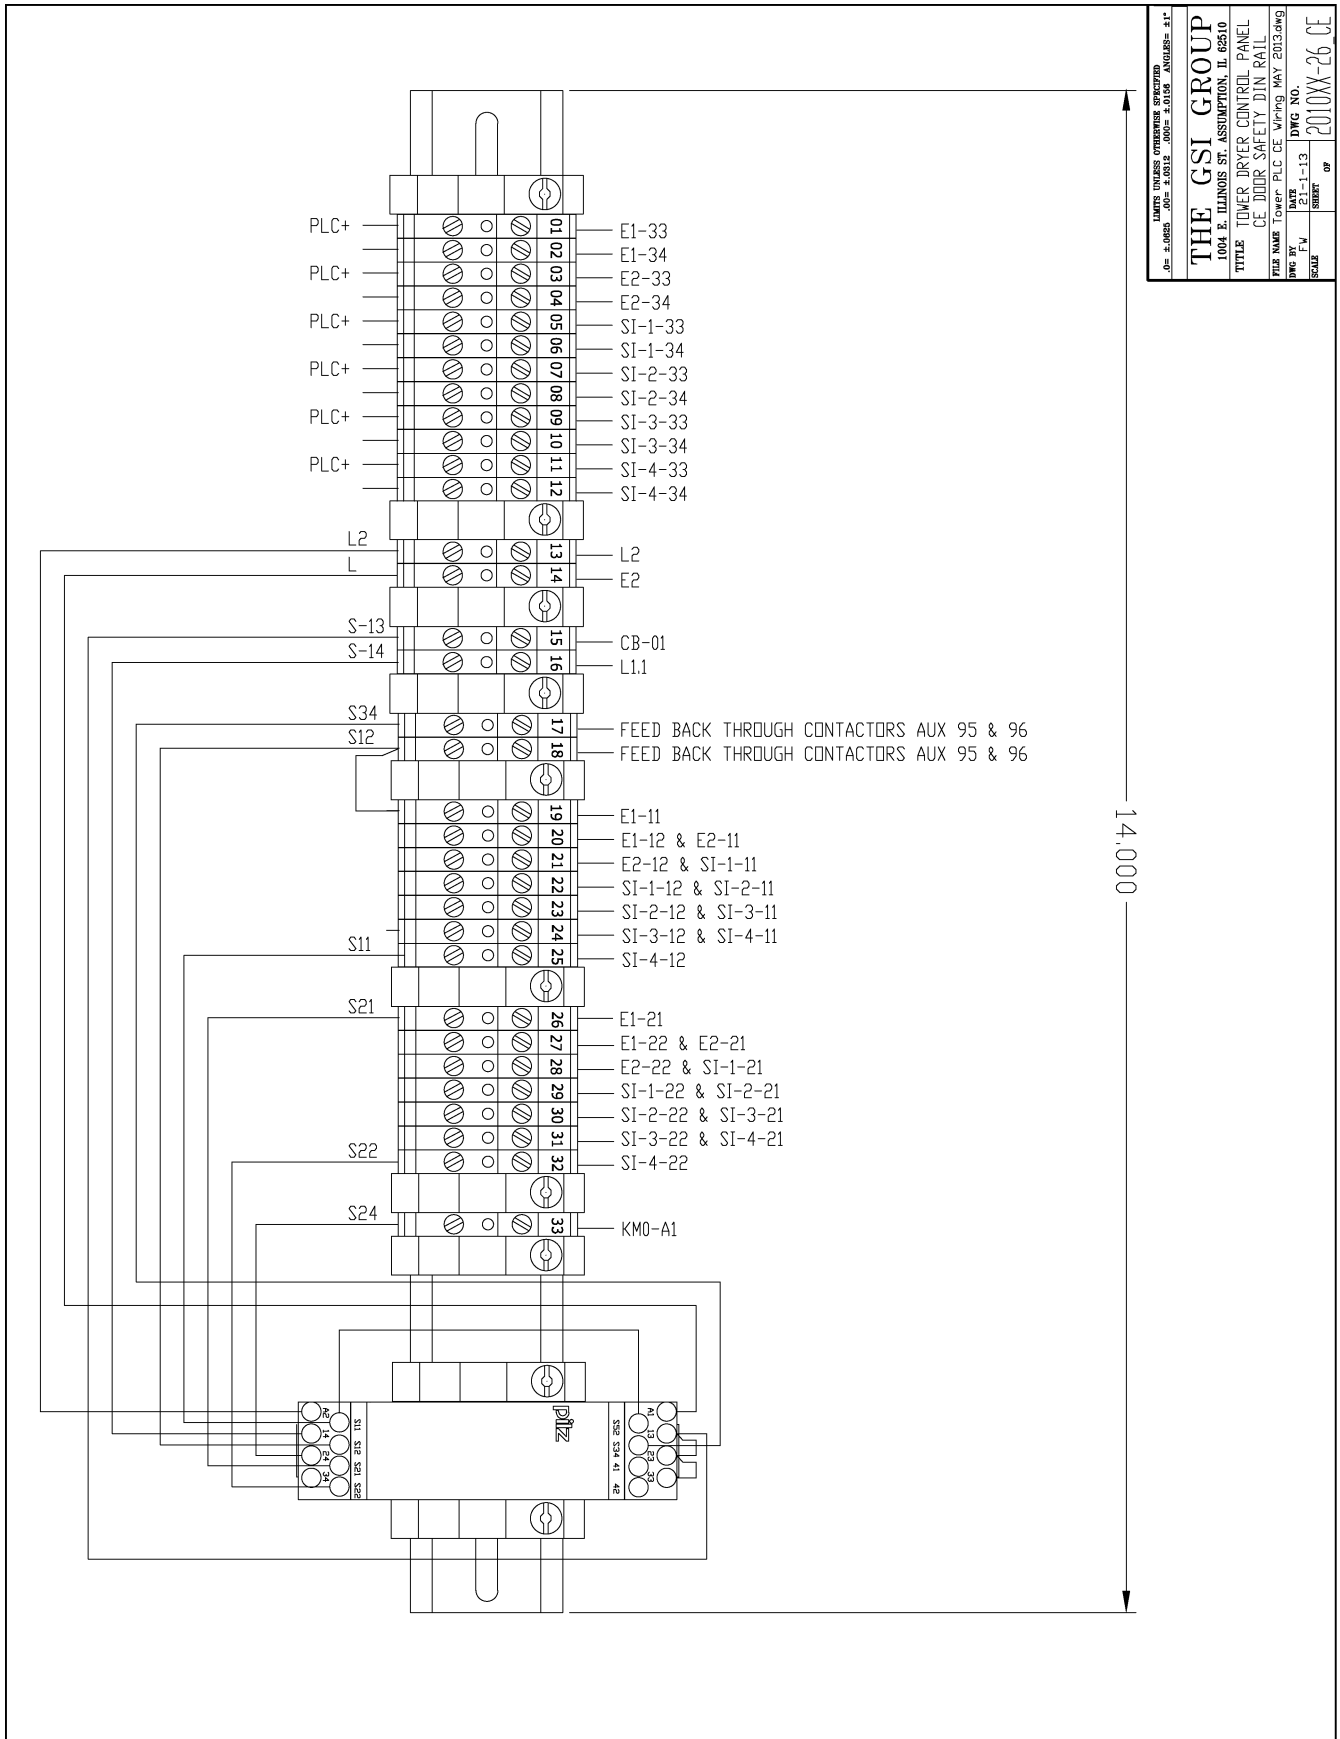 LIMITS UNLESS OTHERWISE SPECIFIED
.0= ±.0625 .00= ±.0312 .000= ±.0156 ANGLES= ±1°
THE GSI GROUP
1004 E. ILLINOIS ST. ASSUMPTION, IL 62510
TITLE TOWER DRYER CONTROL PANEL
CE DOOR SAFETY DIN RAIL
FILE NAME Tower PLC CE Wiring MAY 2013.dwg
DWG BY FW
DATE 21-1-13
DWG NO. 2010XX-26 CE
SCALE
SHEET OF
PLC+ 01 E1-33
02 E1-34
PLC+ 03 E2-33
04 E2-34
PLC+ 05 SI-1-33
06 SI-1-34
PLC+ 07 SI-2-33
08 SI-2-34
PLC+ 09 SI-3-33
10 SI-3-34
PLC+ 11 SI-4-33
12 SI-4-34
L2 13 L2
L 14 E2
S-13 15 CB-01
S-14 16 L1.1
S34 17 FEED BACK THROUGH CONTACTORS AUX 95 & 96
S12 18 FEED BACK THROUGH CONTACTORS AUX 95 & 96
19 E1-11
20 E1-12 & E2-11
21 E2-12 & SI-1-11
22 SI-1-12 & SI-2-11
23 SI-2-12 & SI-3-11
24 SI-3-12 & SI-4-11
S11 25 SI-4-12
S21 26 E1-21
27 E1-22 & E2-21
28 E2-22 & SI-1-21
29 SI-1-22 & SI-2-21
30 SI-2-22 & SI-3-21
31 SI-3-22 & SI-4-21
S22 32 SI-4-22
S24 33 KM0-A1
14.000
A2 14 24 34
S11 S12 S21 S22
pilz
S52 S34 41 42
A1 13 23 33